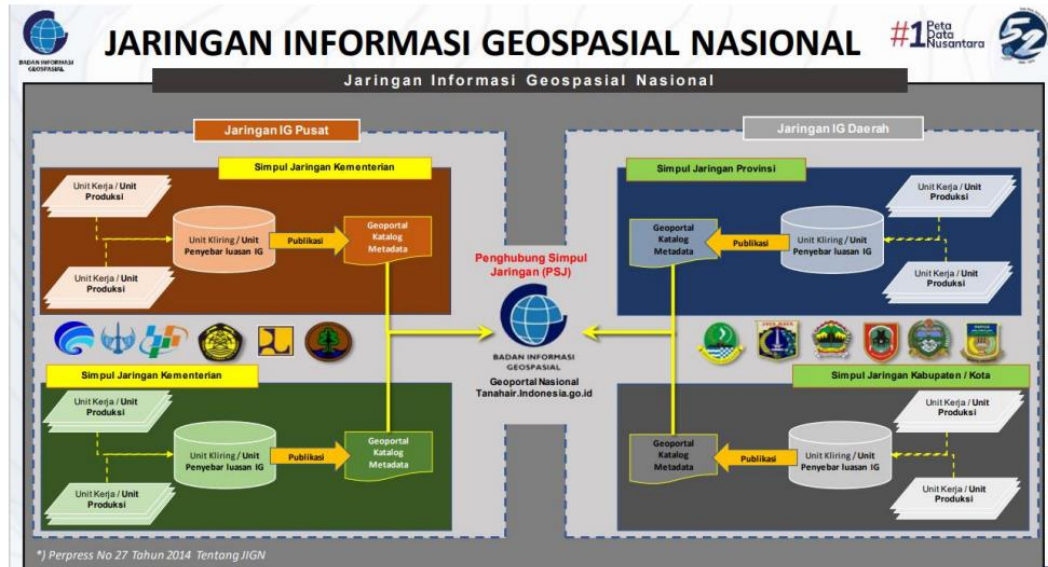 BADAN INFORMASI
GEOSPASIAL
JARINGAN INFORMASI GEOSPASIAL NASIONAL
#1 Peta
Data
Nusantara
52
Jaringan Informasi Geospasial Nasional
Jaringan IG Pusat
Simpul Jaringan Kementerian
Unit Kerja / Unit
Produksi
Unit Kliring / Unit
Penyebar luasan IG
Publikasi
Geoportal
Katalog
Metadata
Unit Kerja / Unit
Produksi
Simpul Jaringan Kementerian
Unit Kerja / Unit
Produksi
Unit Kliring / Unit
Penyebar luasan IG
Publikasi
Geoportal
Katalog
Metadata
Unit Kerja / Unit
Produksi
Penghubung Simpul
Jaringan (PSJ)
BADAN INFORMASI
GEOSPASIAL
Geoportal Nasional
Tanahair.Indonesia.go.id
Jaringan IG Daerah
Simpul Jaringan Provinsi
Geoportal
Katalog
Metadata
Publikasi
Unit Kliring / Unit
Penyebar luasan IG
Unit Kerja / Unit
Produksi
Unit Kerja / Unit
Produksi
JAYA RAYA
PAPUA
Simpul Jaringan Kabupaten / Kota
Geoportal
Katalog
Metadata
Publikasi
Unit Kliring / Unit
Penyebar luasan IG
Unit Kerja / Unit
Produksi
Unit Kerja / Unit
Produksi
*) Perpress No 27 Tahun 2014 Tentang JIGN